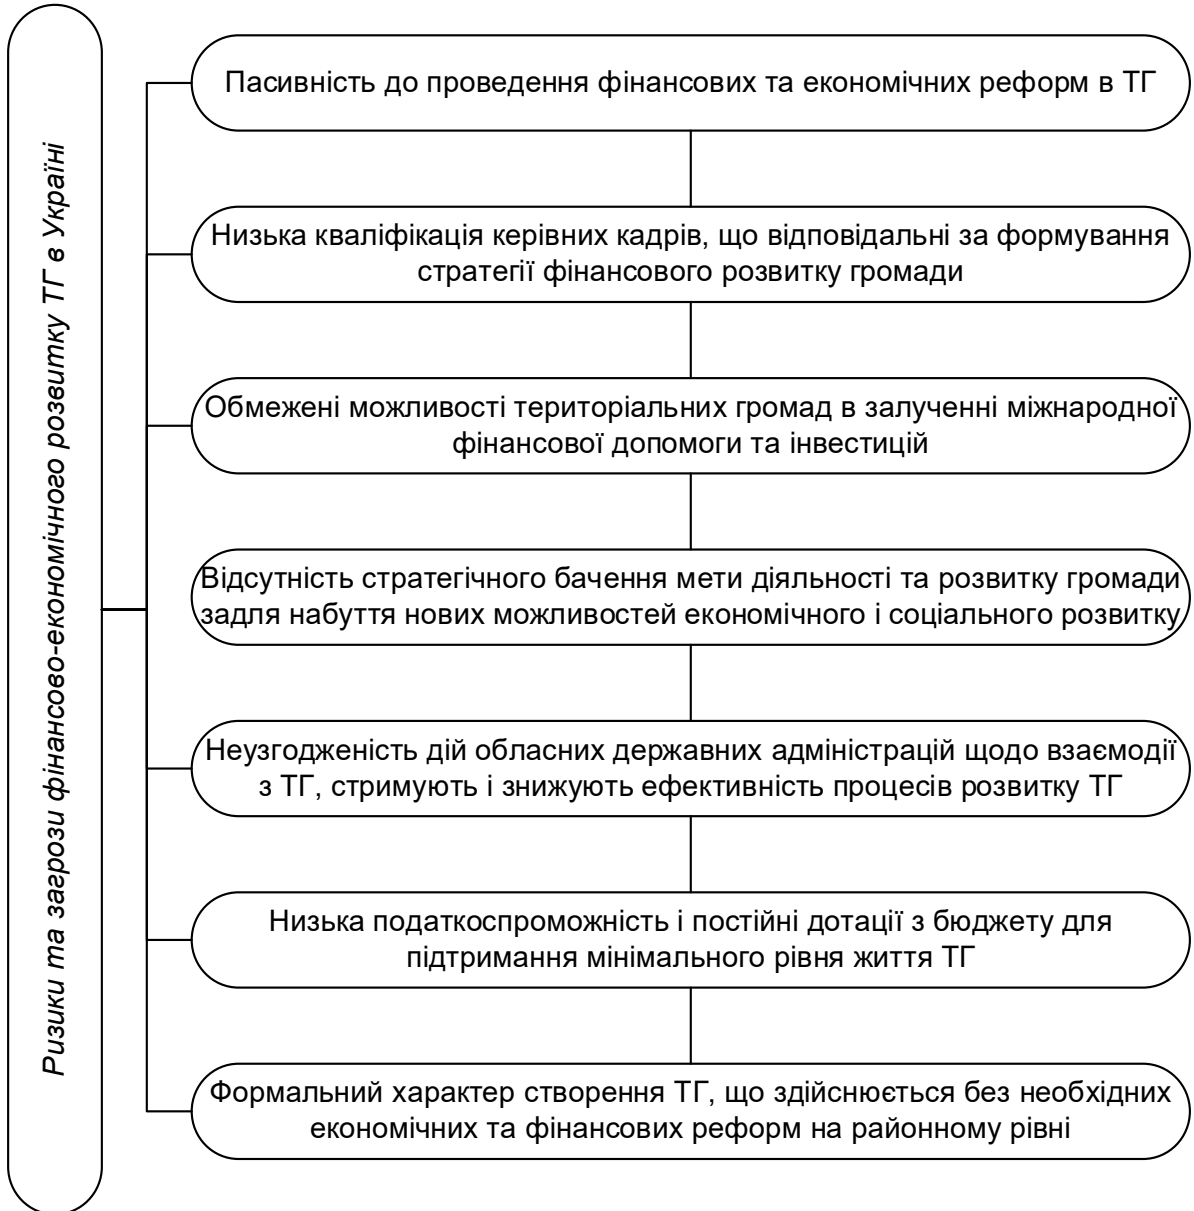 Ризики та загрози фінансово-економічного розвитку ТГ в Україні
Пасивність до проведення фінансових та економічних реформ в ТГ
Низька кваліфікація керівних кадрів, що відповідальні за формування
стратегії фінансового розвитку громади
Обмежені можливості територіальних громад в залученні міжнародної
фінансової допомоги та інвестицій
Відсутність стратегічного бачення мети діяльності та розвитку громади
задля набуття нових можливостей економічного і соціального розвитку
Неузгодженість дій обласних державних адміністрацій щодо взаємодії
з ТГ, стримують і знижують ефективність процесів розвитку ТГ
Низька податкоспроможність і постійні дотації з бюджету для
підтримання мінімального рівня життя ТГ
Формальний характер створення ТГ, що здійснюється без необхідних
економічних та фінансових реформ на районному рівні